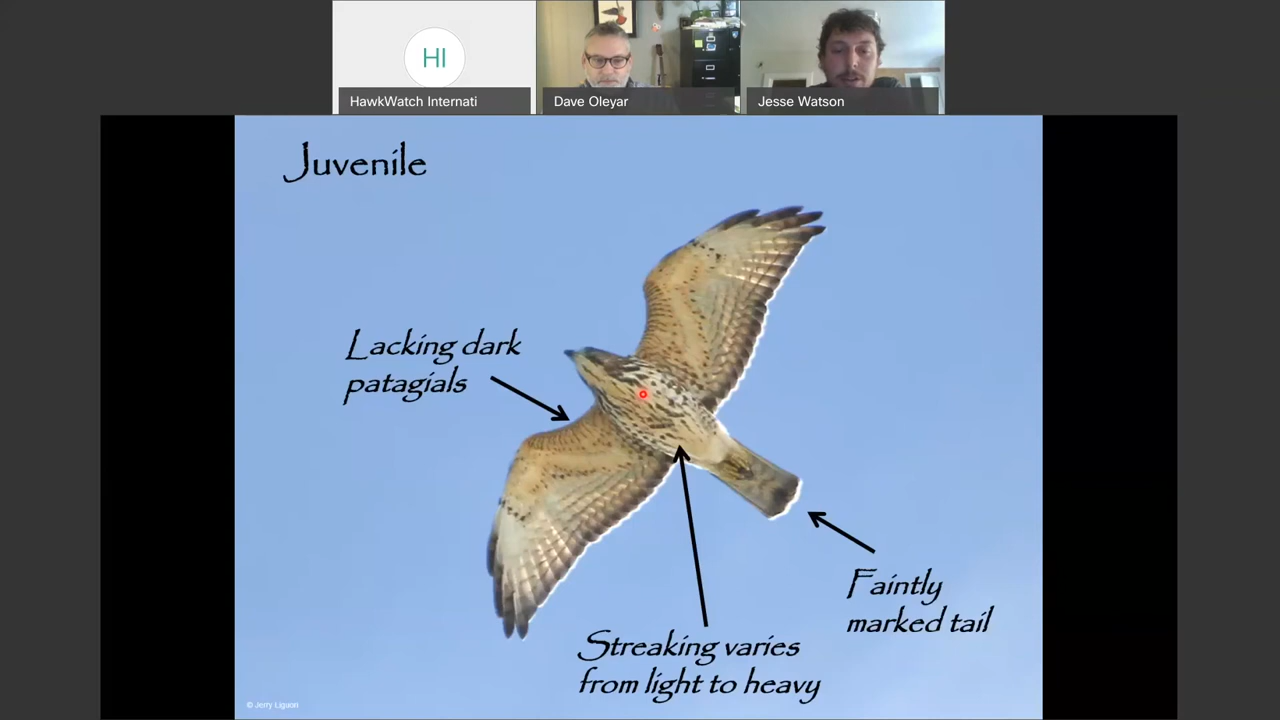 HI
HawkWatch Internati
Dave Oleyar
Jesse Watson
Juvenile
Lacking dark
patagials
Faintly
marked tail
Streaking varies
from light to heavy
© Jerry Liguori